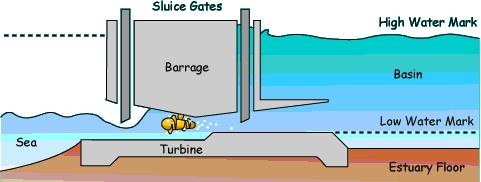 Sluice Gates
High Water Mark
Barrage
Basin
Low Water Mark
Sea
Turbine
Estuary Floor